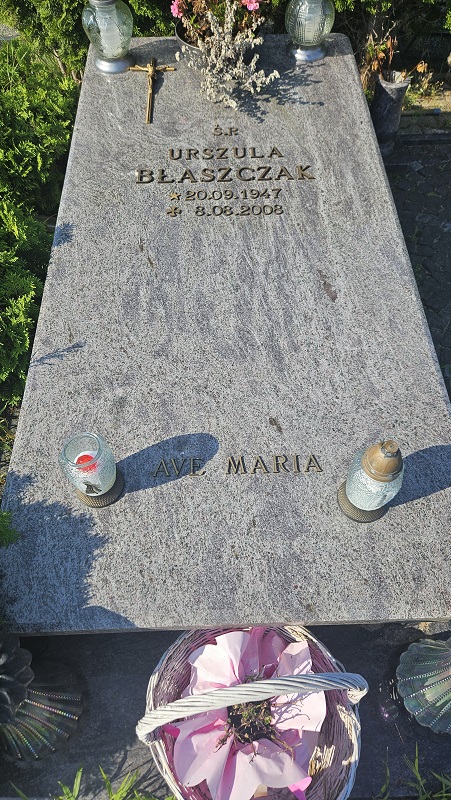 Ś.P.
URSZULA
BŁASZCZAK
★ 20.09.1947
✝ 8.08.2008
AVE MARIA